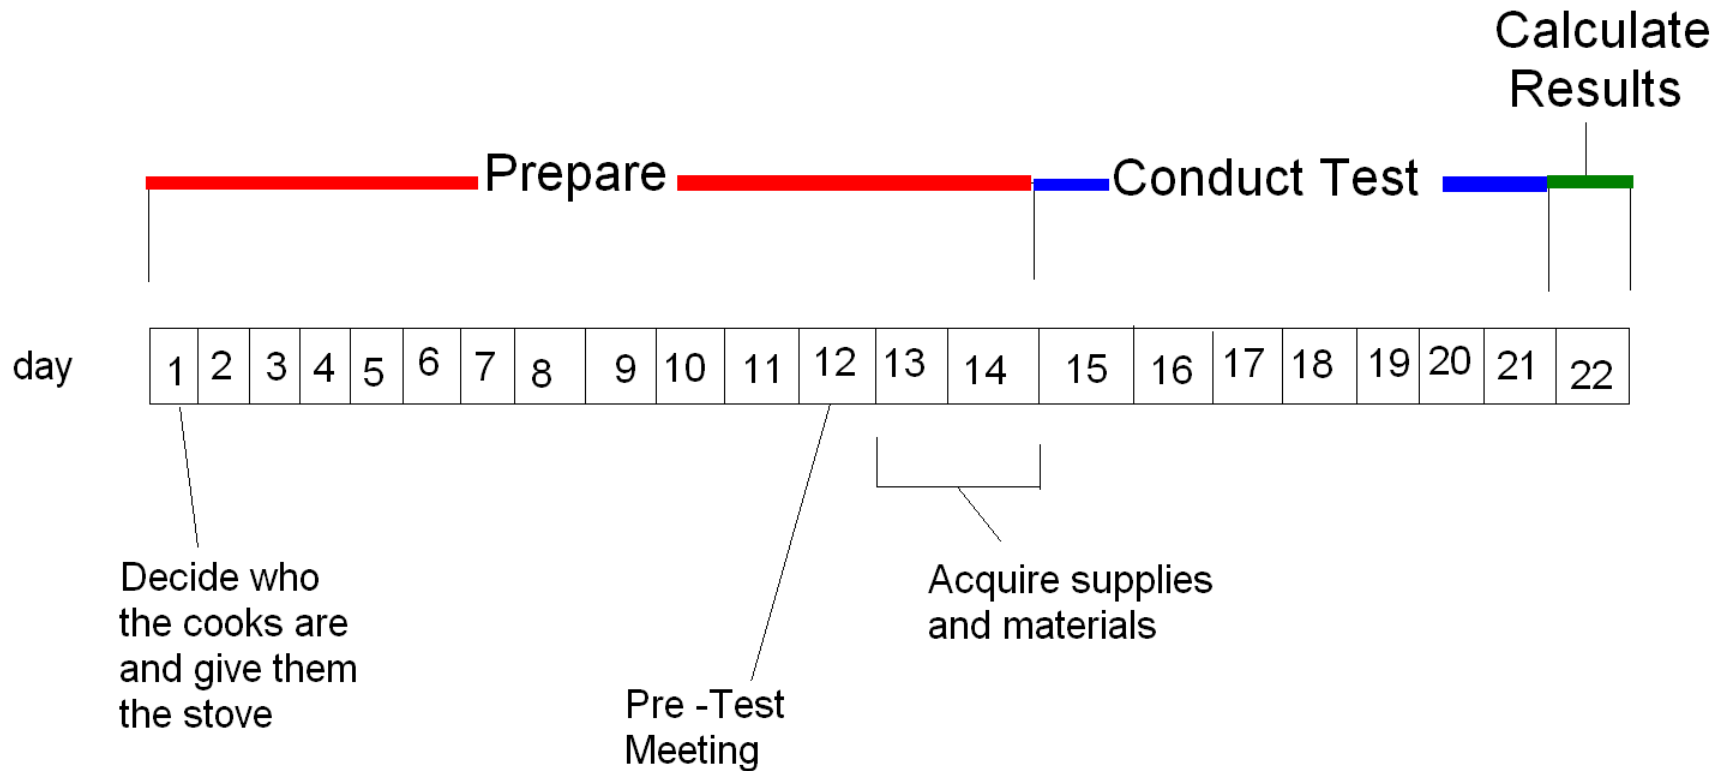 Calculate
Results
Prepare
Conduct Test
day 1 2 3 4 5 6 7 8 9 10 11 12 13 14 15 16 17 18 19 20 21 22
Decide who
the cooks are
and give them
the stove
Pre -Test
Meeting
Acquire supplies
and materials